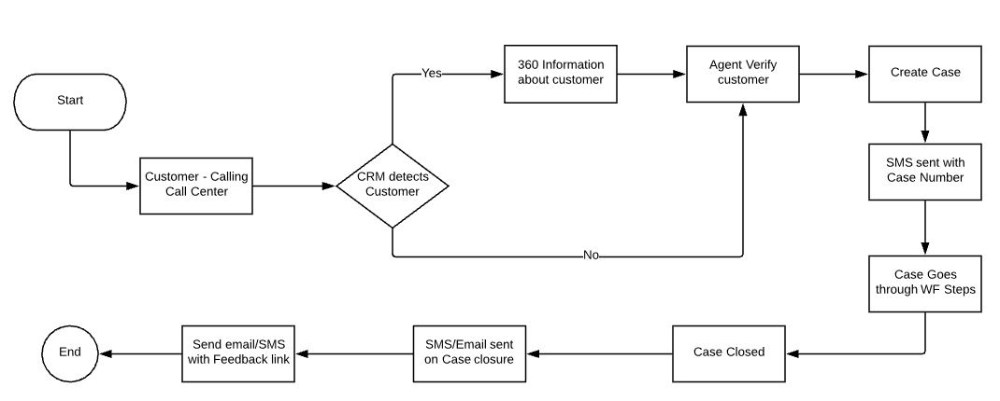 Start
Customer - Calling
Call Center
CRM detects
Customer
Yes
No
360 Information
about customer
Agent Verify
customer
Create Case
SMS sent with
Case Number
Case Goes
through WF Steps
Case Closed
SMS/Email sent
on Case closure
Send email/SMS
with Feedback link
End